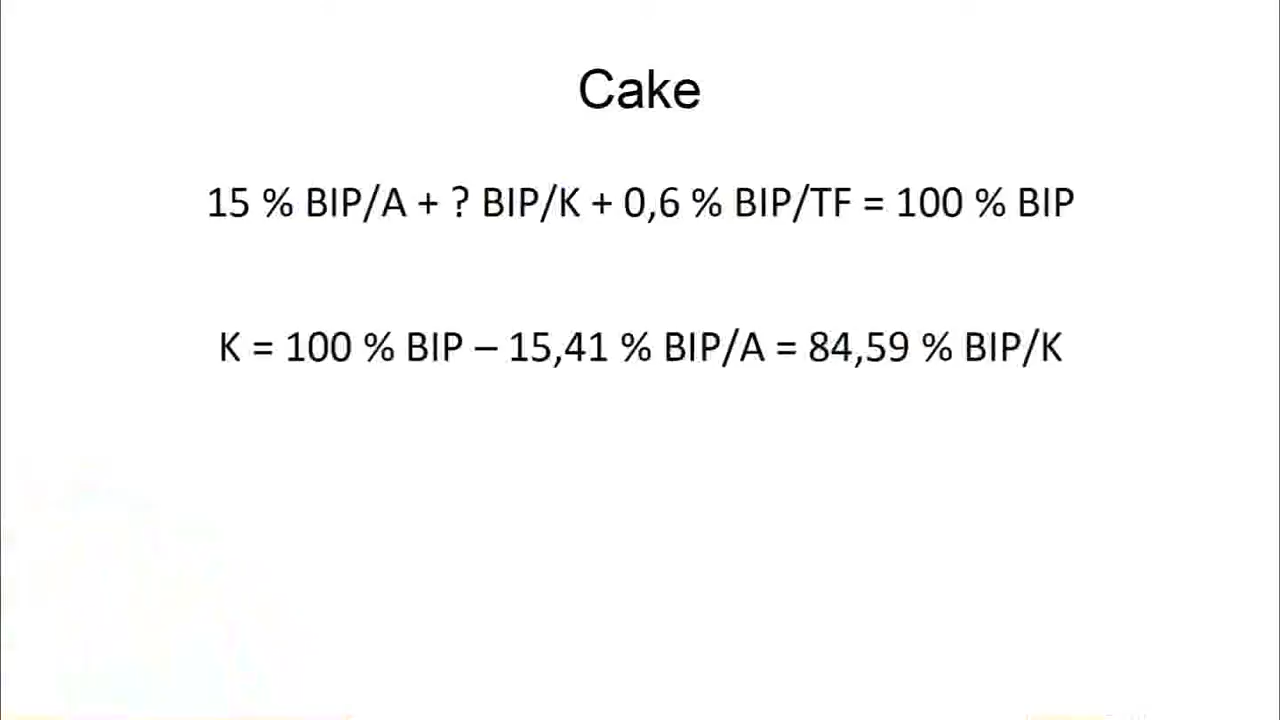 Cake
15 % BIP/A + ? BIP/K + 0,6 % BIP/TF = 100 % BIP
K = 100 % BIP – 15,41 % BIP/A = 84,59 % BIP/K